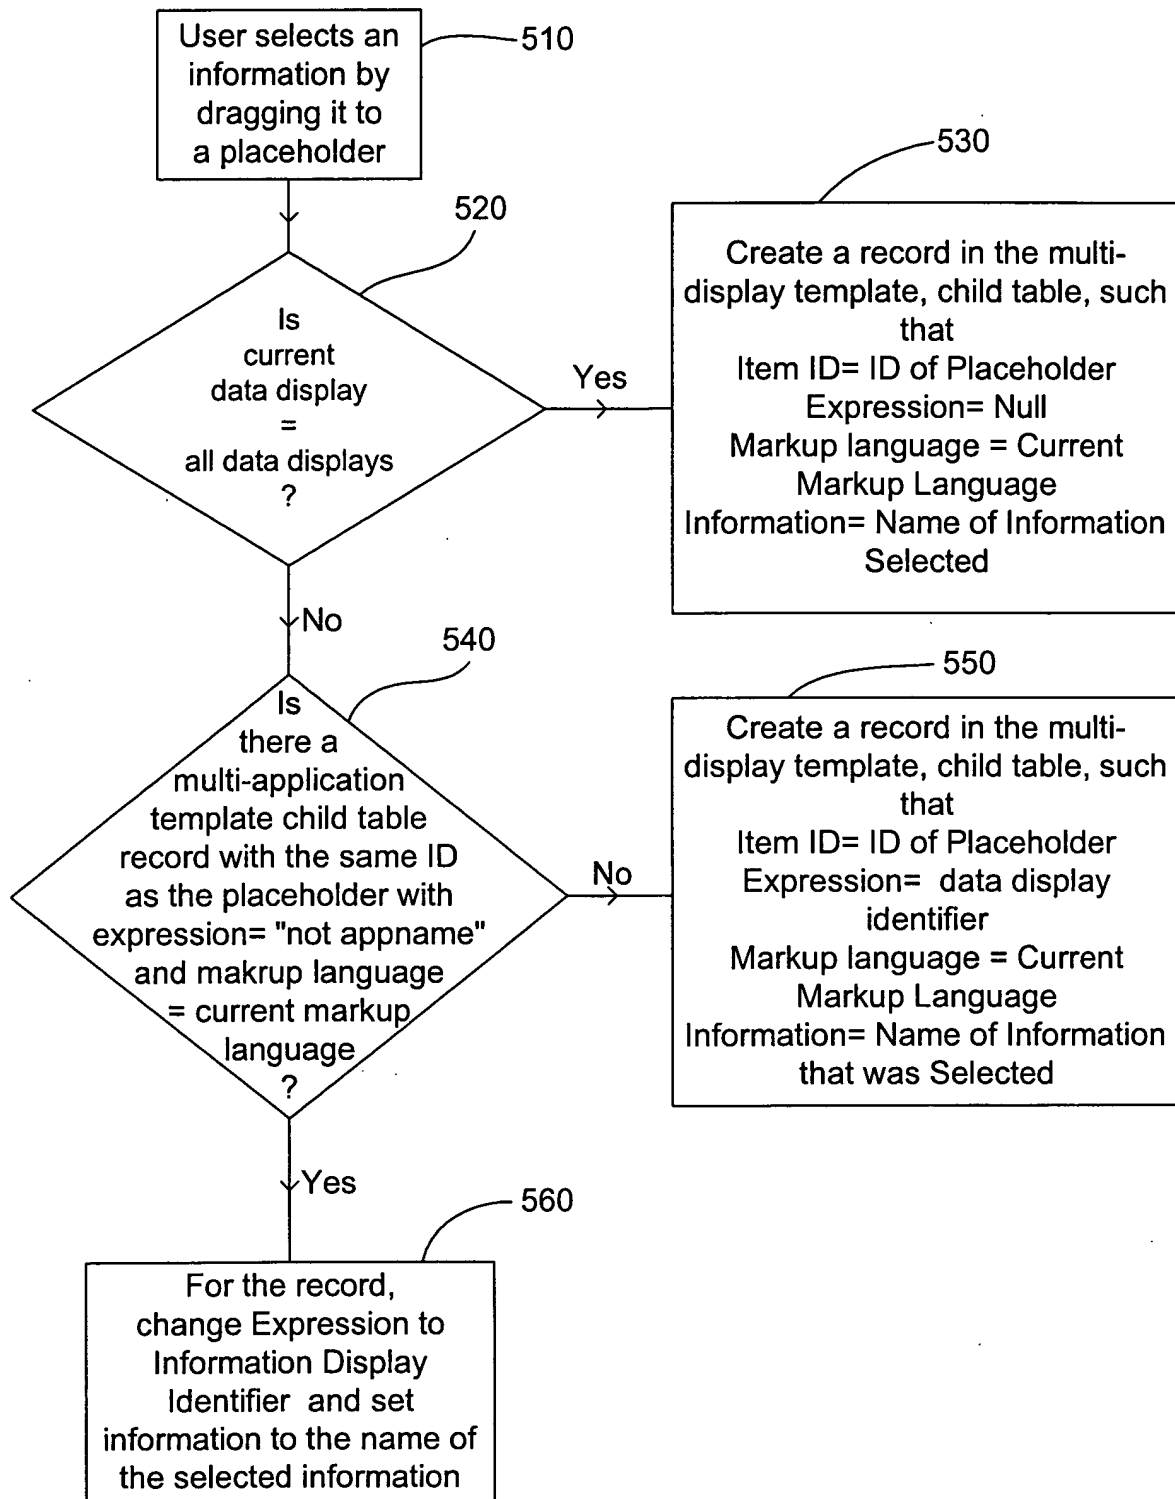 User selects an
information by
dragging it to
a placeholder
510
520
Is
current
data display
=
all data displays
?
Yes
530
Create a record in the multi-
display template, child table, such
that
Item ID= ID of Placeholder
Expression= Null
Markup language = Current
Markup Language
Information= Name of Information
Selected
No
540
Is
there a
multi-application
template child table
record with the same ID
as the placeholder with
expression= "not appname"
and makrup language
= current markup
language
?
No
550
Create a record in the multi-
display template, child table, such
that
Item ID= ID of Placeholder
Expression= data display
identifier
Markup language = Current
Markup Language
Information= Name of Information
that was Selected
Yes
560
For the record,
change Expression to
Information Display
Identifier and set
information to the name of
the selected information